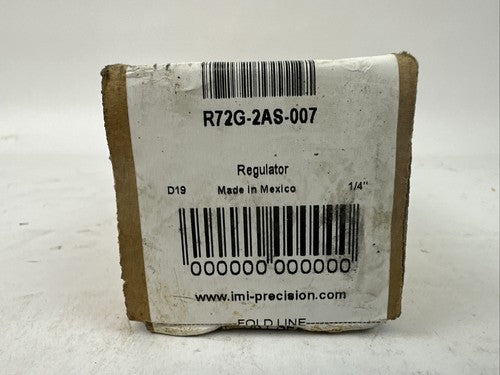 R72G-2AS-007
Regulator
D19 Made in Mexico 1/4"
000000 000000
www.imi-precision.com
FOLD LINE